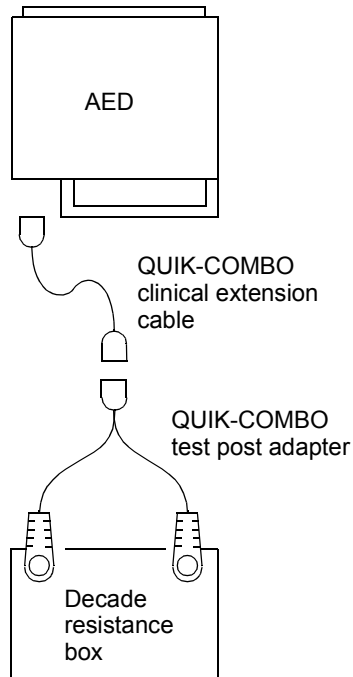 AED
QUIK-COMBO
clinical extension
cable
QUIK-COMBO
test post adapter
Decade
resistance
box